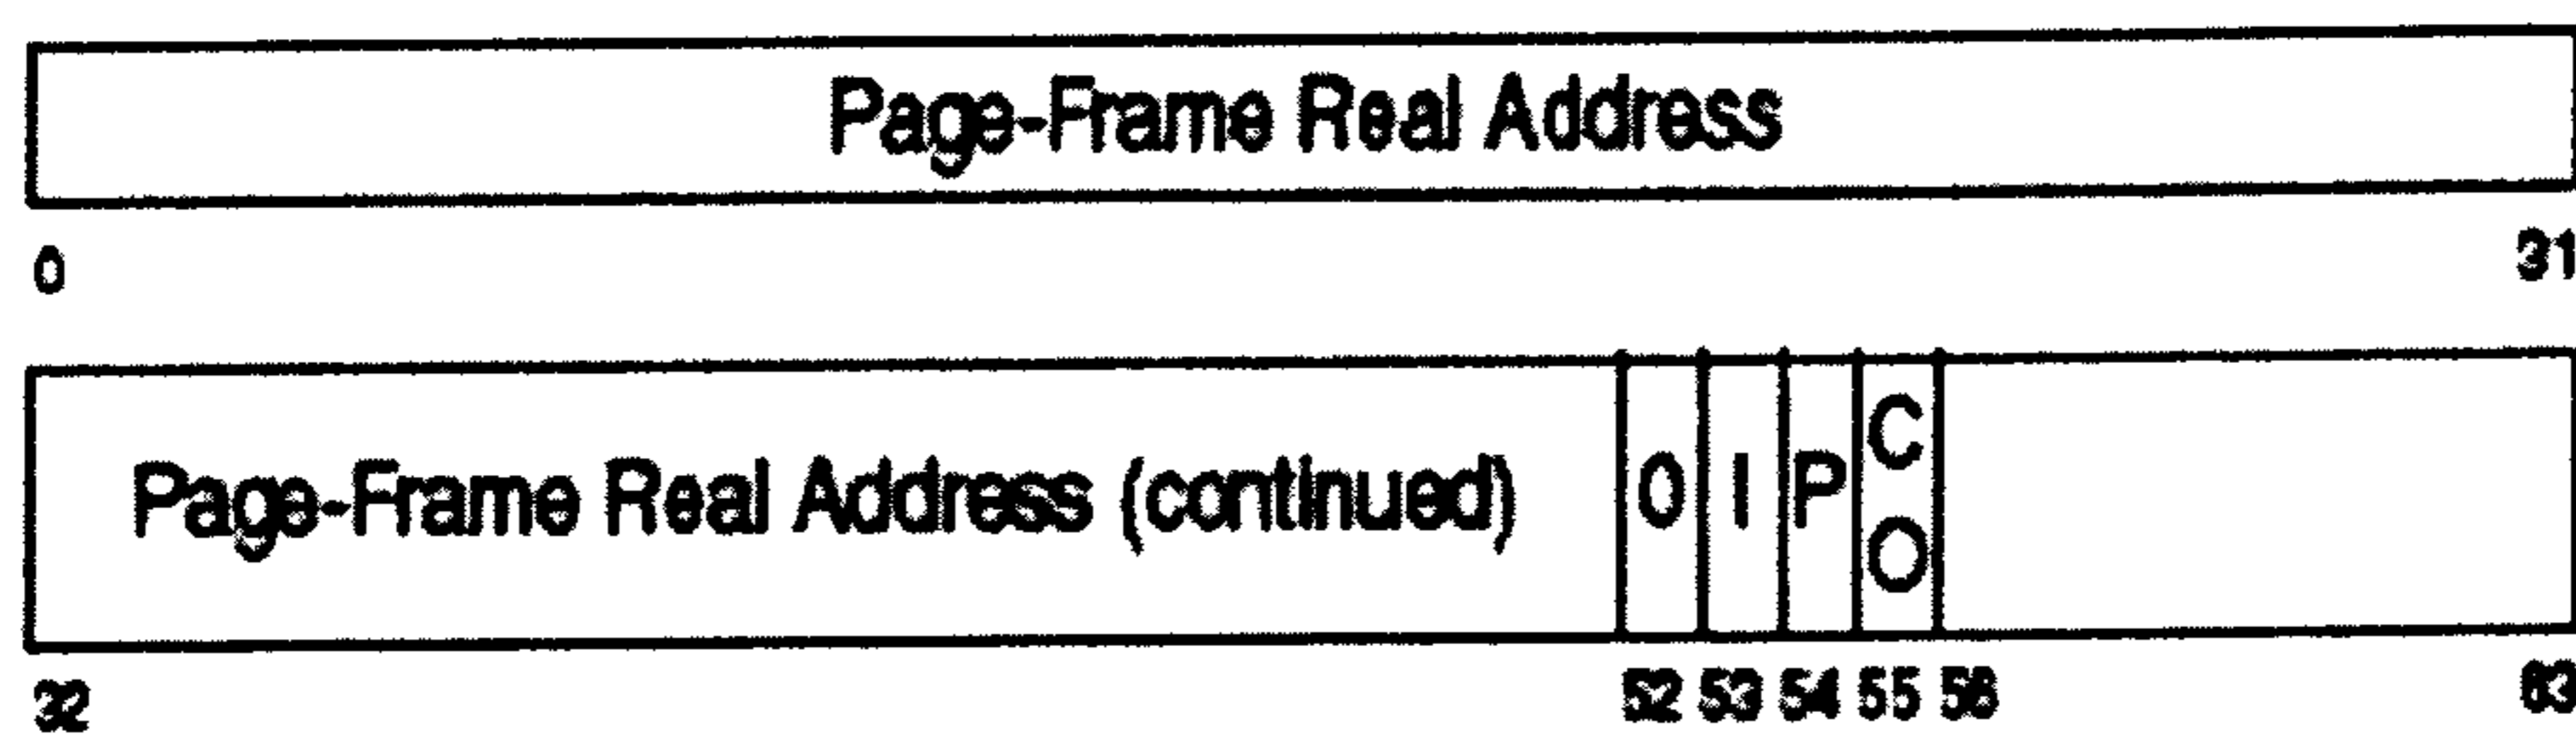 Page-Frame Real Address
0 31
Page-Frame Real Address (continued) 0 I P C O
32 52 53 54 55 56 63